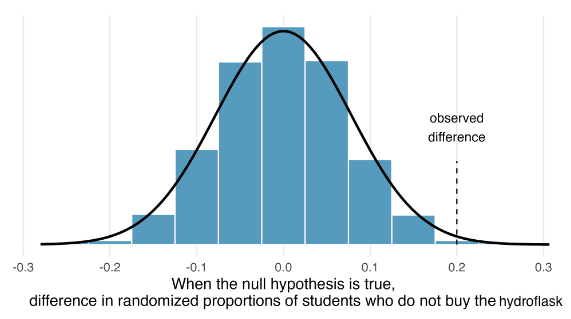 observed
difference
-0.3 -0.2 -0.1 0.0 0.1 0.2 0.3
When the null hypothesis is true,
difference in randomized proportions of students who do not buy the hydroflask